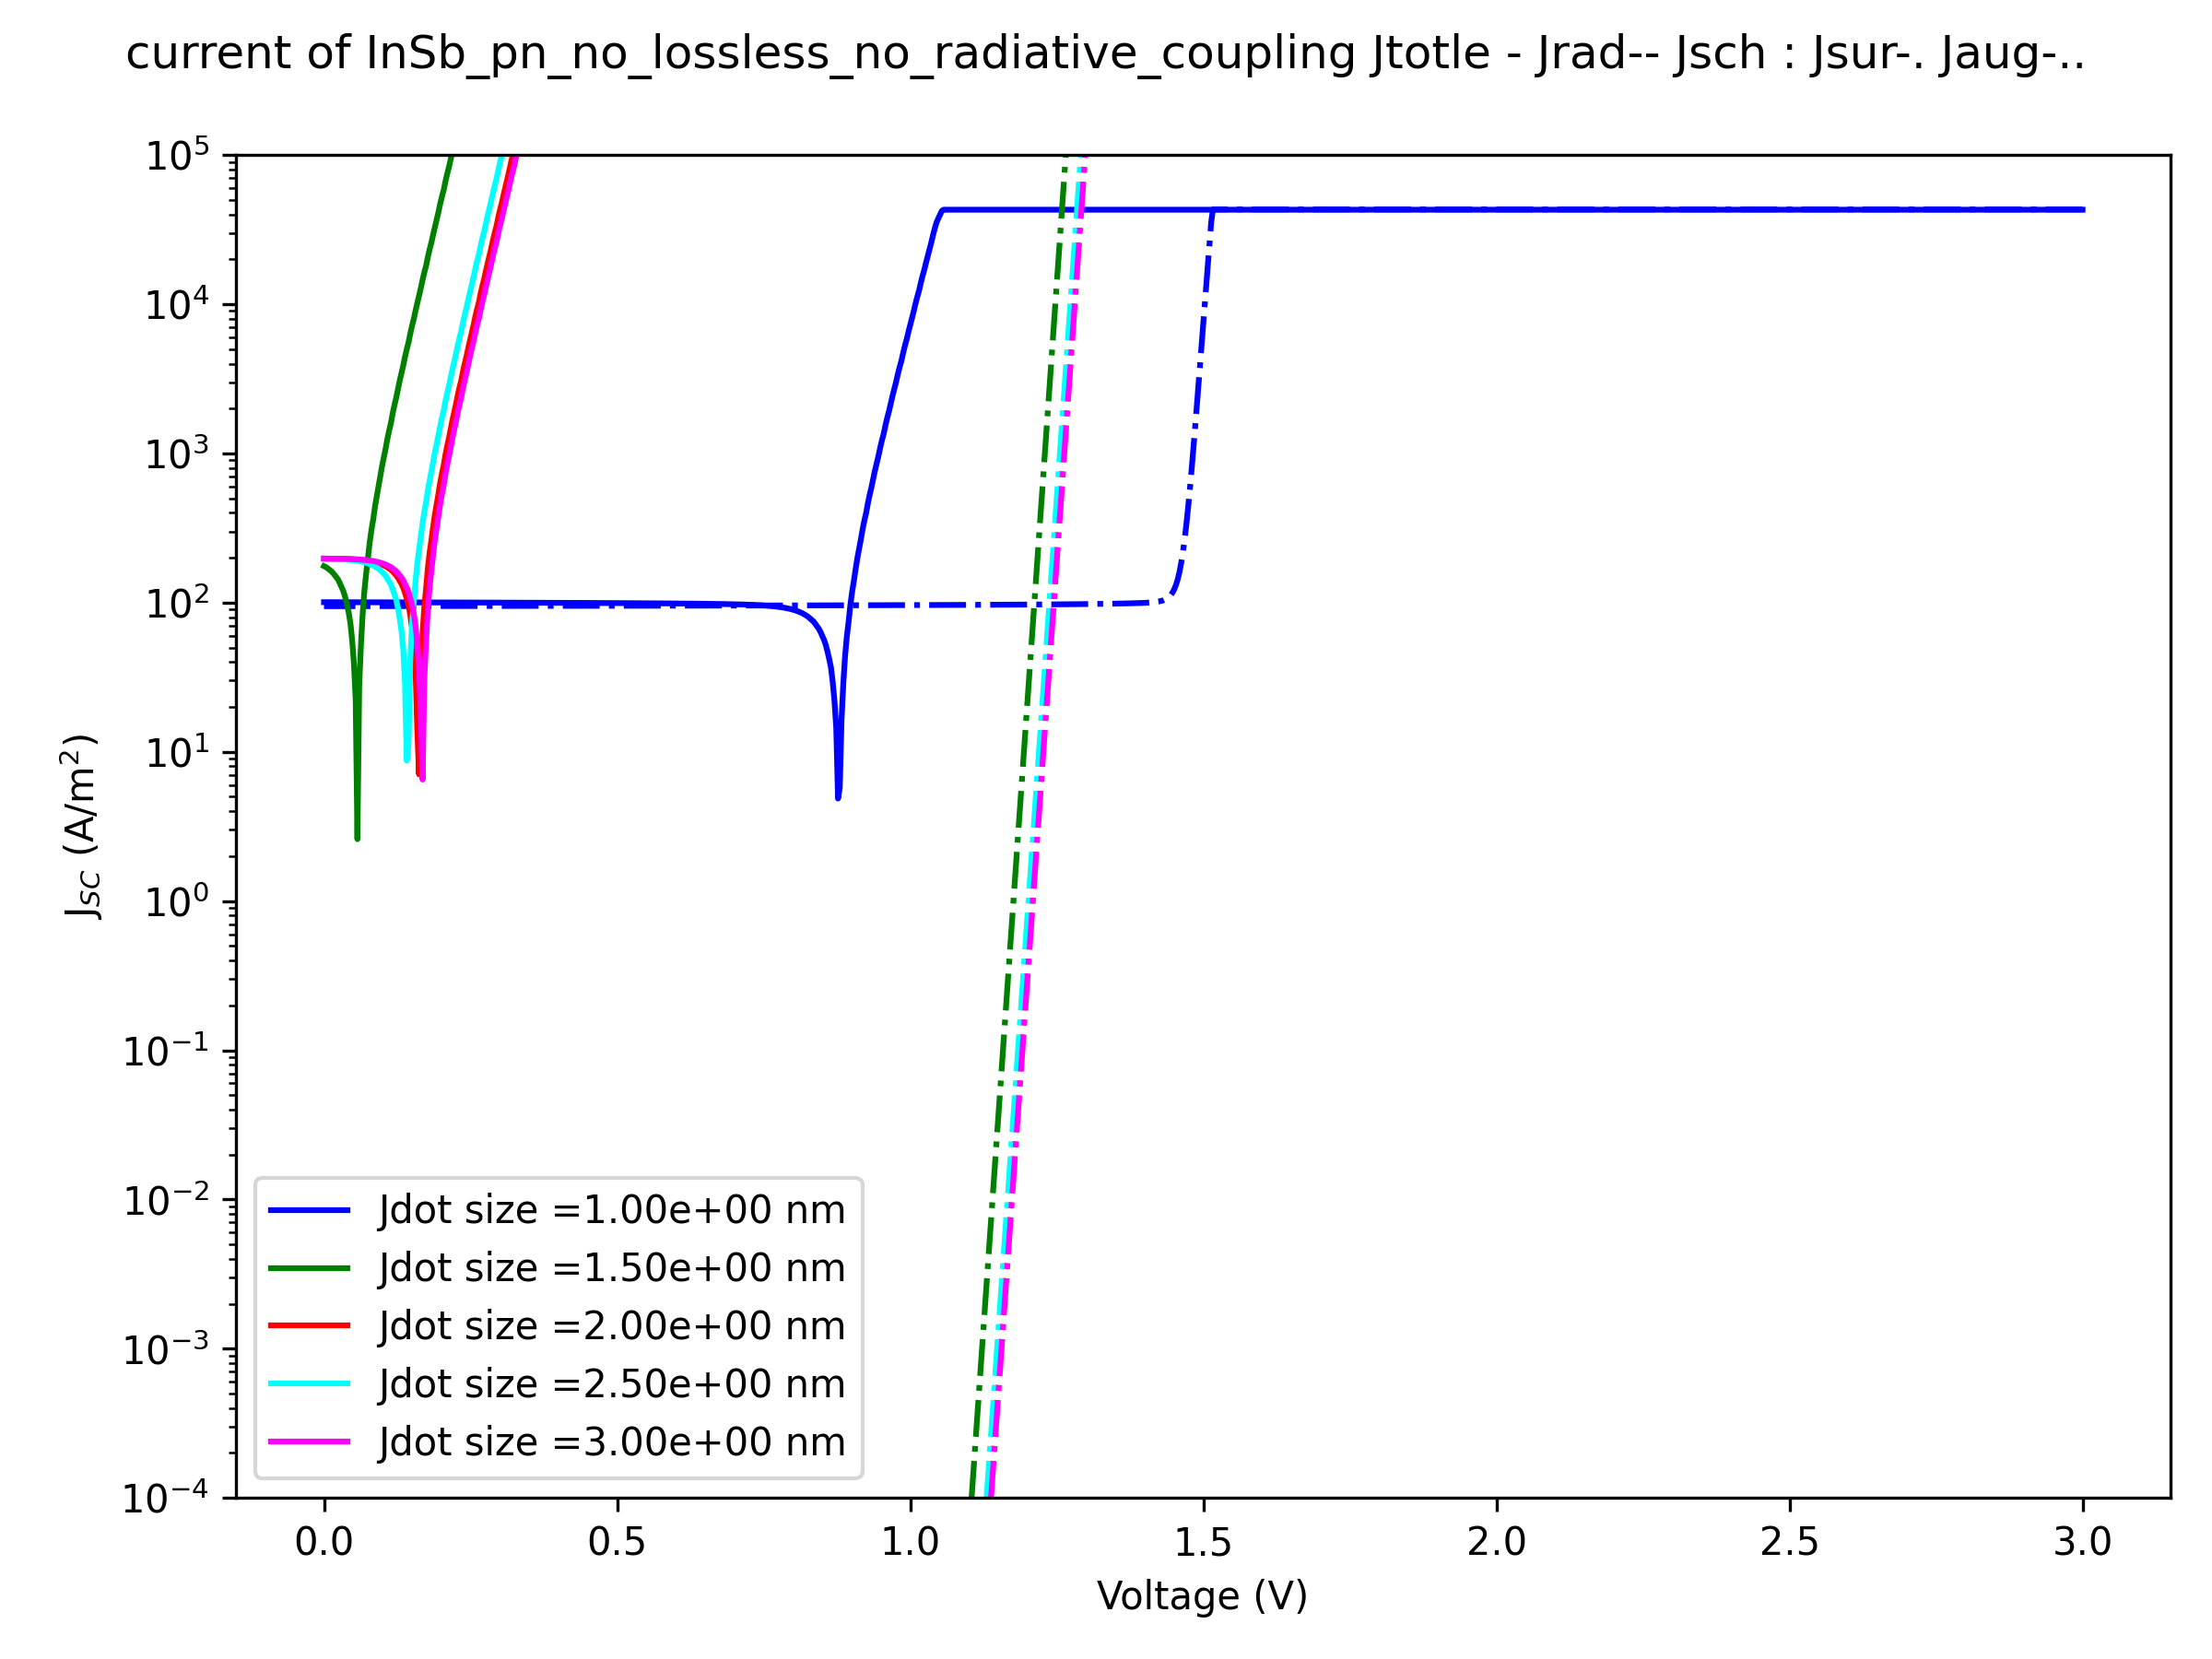 current of InSb_pn_no_lossless_no_radiative_coupling Jtotle - Jrad-- Jsch : Jsur-. Jaug-..
10⁵
10⁴
10³
10²
10¹
10⁰
10⁻¹
10⁻²
10⁻³
10⁻⁴
J_SC (A/m²)
Jdot size =1.00e+00 nm
Jdot size =1.50e+00 nm
Jdot size =2.00e+00 nm
Jdot size =2.50e+00 nm
Jdot size =3.00e+00 nm
0.0 0.5 1.0 1.5 2.0 2.5 3.0
Voltage (V)